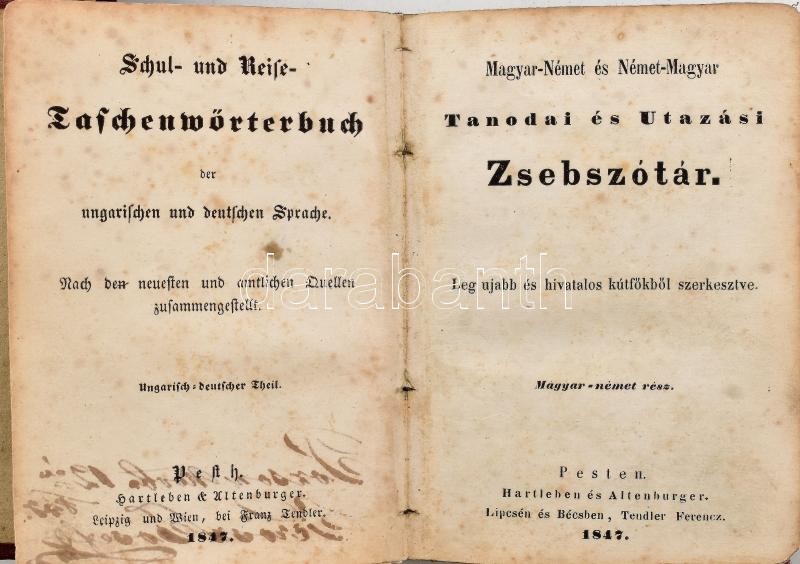 Schul- und Reise-
Taschenwörterbuch
der
ungarischen und deutschen Sprache.
Nach den neuesten und amtlichen Quellen
zusammengestellt.
Ungarisch-deutscher Theil.
Pesth.
Hartleben & Altenburger.
Leipzig und Wien, bei Franz Tendler.
1847.
Magyar-Német és Német-Magyar
Tanodai és Utazási
Zsebszótár.
Leg ujabb és hivatalos kútfőkből szerkesztve.
Magyar-német rész.
Pesten.
Hartleben és Altenburger.
Lipcsén és Bécsben, Tendler Ferencz.
1847.
darabanth